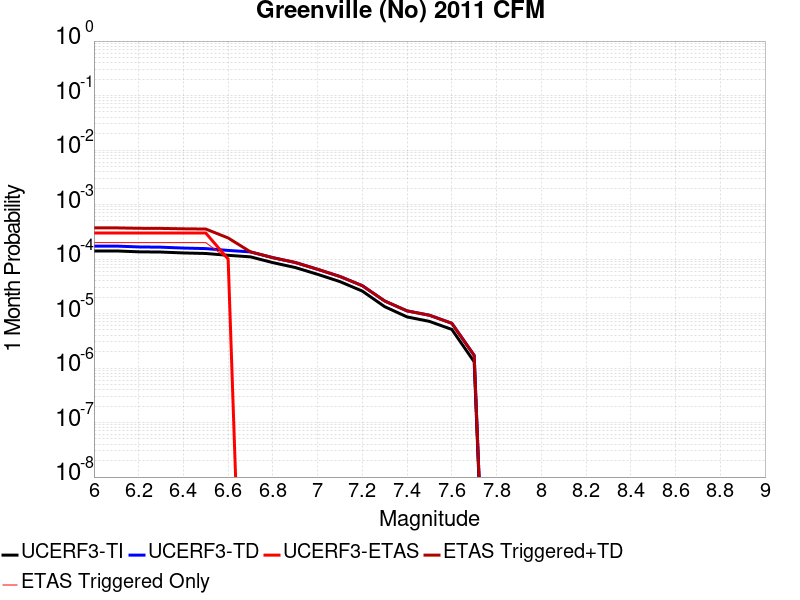 Greenville (No) 2011 CFM
10^0
10^-1
10^-2
10^-3
10^-4
10^-5
10^-6
10^-7
10^-8
1 Month Probability
6 6.2 6.4 6.6 6.8 7 7.2 7.4 7.6 7.8 8 8.2 8.4 8.6 8.8 9
Magnitude
UCERF3-TI UCERF3-TD UCERF3-ETAS ETAS Triggered+TD
ETAS Triggered Only